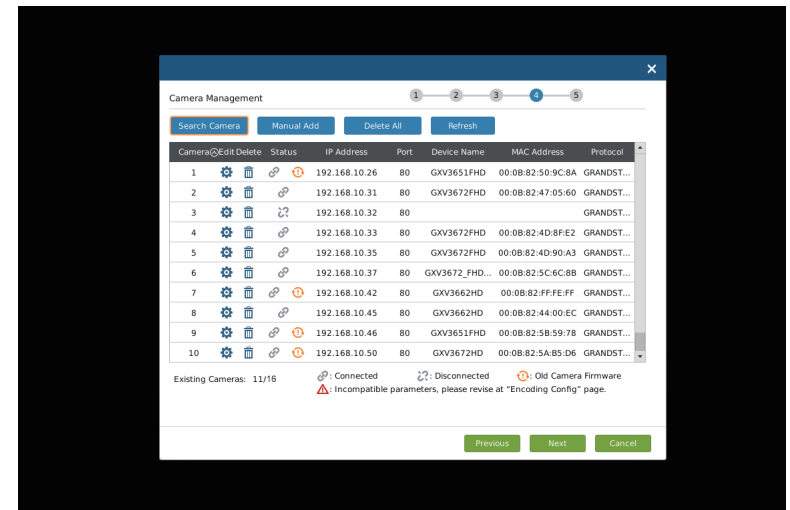 ×
Camera Management 1 2 3 4 5
Search Camera Manual Add Delete All Refresh
Camera Edit Delete Status IP Address Port Device Name MAC Address Protocol
1 192.168.10.26 80 GXV3651FHD 00:0B:82:50:9C:8A GRANDST...
2 192.168.10.31 80 GXV3672FHD 00:0B:82:47:05:60 GRANDST...
3 192.168.10.32 80 GRANDST...
4 192.168.10.33 80 GXV3672FHD 00:0B:82:4D:8F:E2 GRANDST...
5 192.168.10.35 80 GXV3672FHD 00:0B:82:4D:90:A3 GRANDST...
6 192.168.10.37 80 GXV3672_FHD... 00:0B:82:5C:6C:8B GRANDST...
7 192.168.10.42 80 GXV3662HD 00:0B:82:FF:FE:FF GRANDST...
8 192.168.10.45 80 GXV3662HD 00:0B:82:44:00:EC GRANDST...
9 192.168.10.46 80 GXV3651FHD 00:0B:82:5B:59:78 GRANDST...
10 192.168.10.50 80 GXV3672HD 00:0B:82:5A:B5:D6 GRANDST...
Existing Cameras: 11/16 : Connected : Disconnected : Old Camera Firmware
: Incompatible parameters, please revise at “Encoding Config” page.
Previous Next Cancel